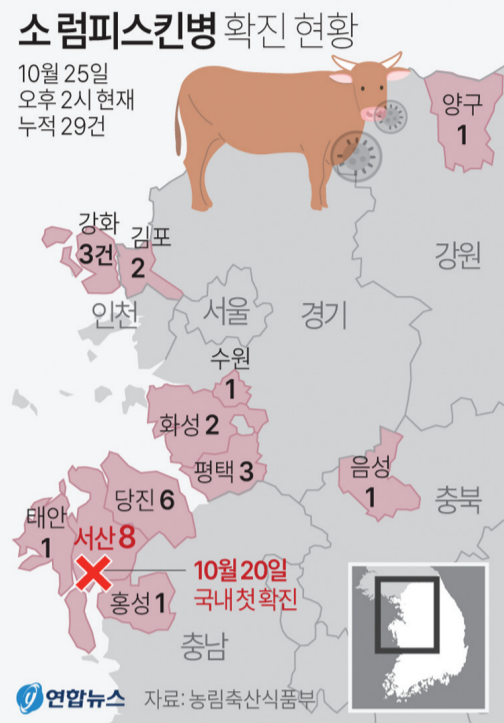 소 럼피스킨병 확진 현황
10월 25일
오후 2시 현재
누적 29건
양구
1
강화
3건
김포
2
강원
인천
서울
경기
수원
1
화성 2
평택 3
음성
1
당진 6
충북
태안
1
서산 8
10월 20일
국내 첫 확진
홍성 1
충남
연합뉴스
자료: 농림축산식품부